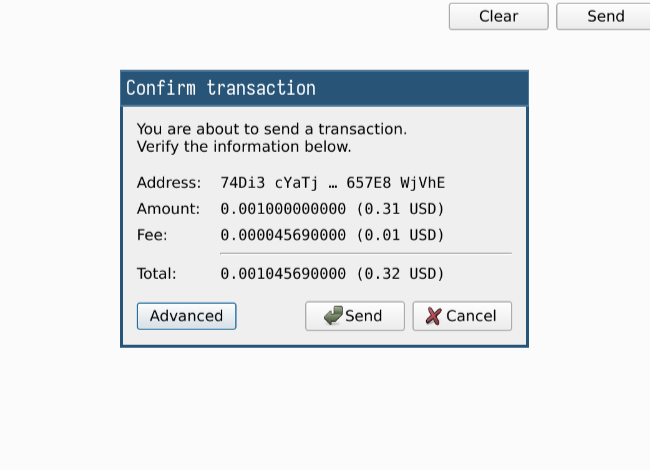 Clear Send
Confirm transaction
You are about to send a transaction.
Verify the information below.
Address: 74Di3 cYaTj … 657E8 WjVhE
Amount: 0.001000000000 (0.31 USD)
Fee: 0.000045690000 (0.01 USD)
Total: 0.001045690000 (0.32 USD)
Advanced Send Cancel